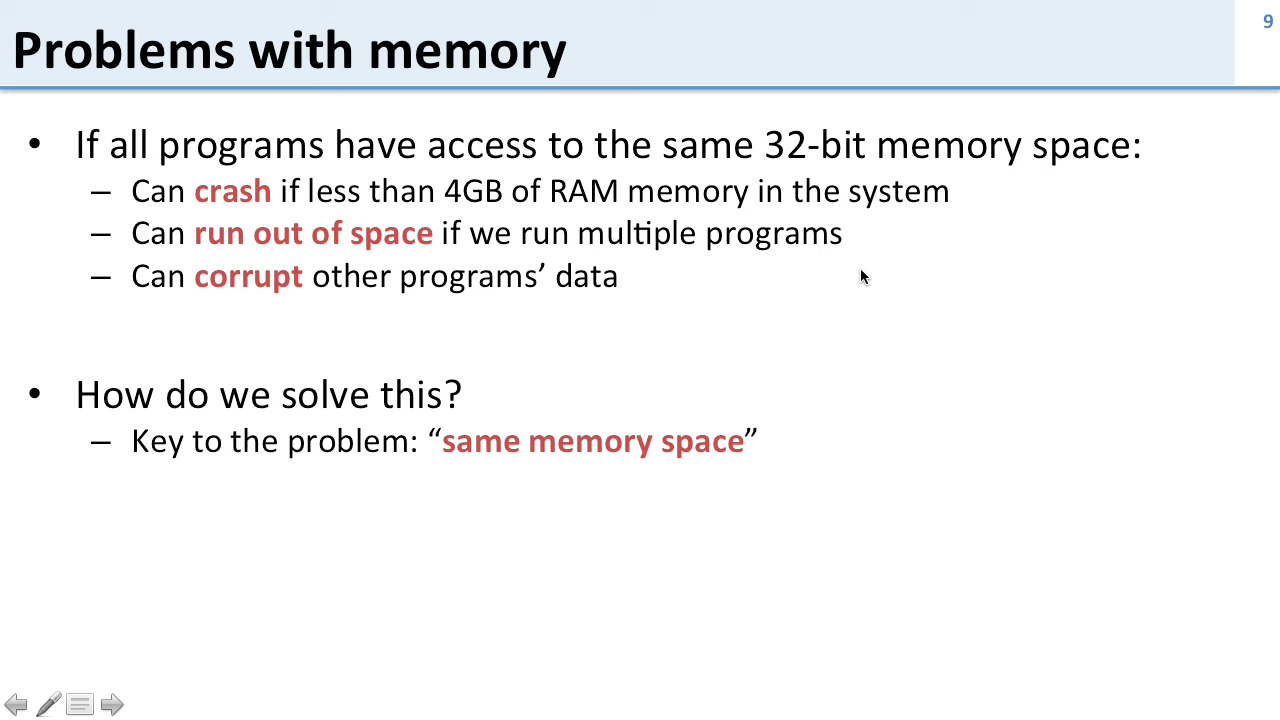 9
Problems with memory
• If all programs have access to the same 32-bit memory space:
– Can crash if less than 4GB of RAM memory in the system
– Can run out of space if we run multiple programs
– Can corrupt other programs’ data
• How do we solve this?
– Key to the problem: “same memory space”